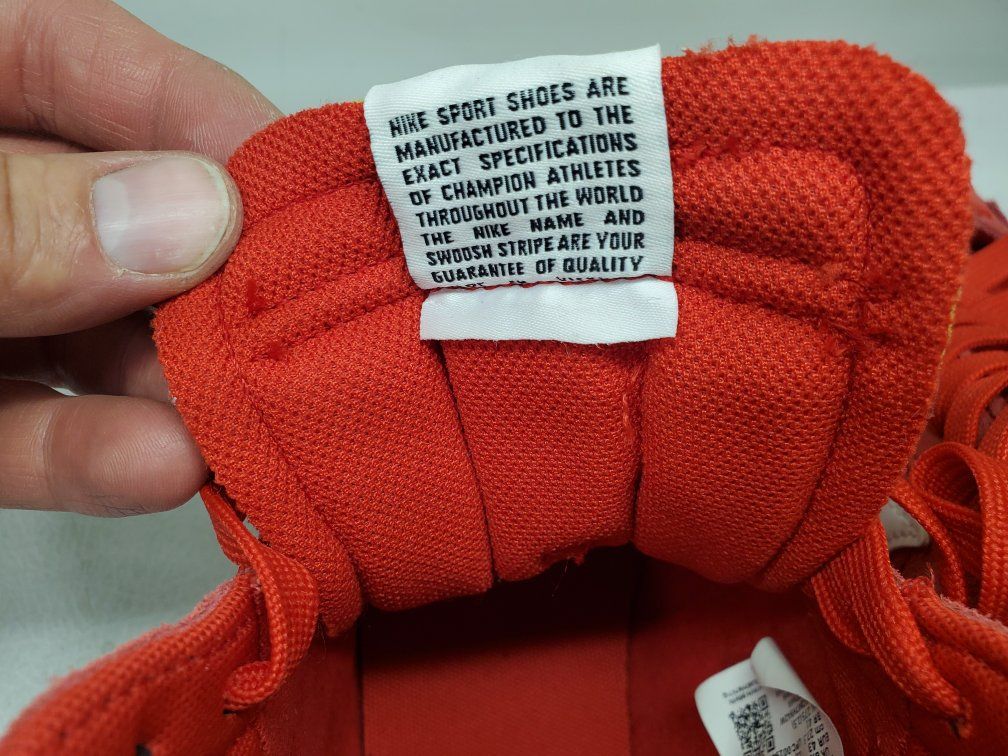 NIKE SPORT SHOES ARE
MANUFACTURED TO THE
EXACT SPECIFICATIONS
OF CHAMPION ATHLETES
THROUGHOUT THE WORLD
THE NIKE NAME AND
SWOOSH STRIPE ARE YOUR
GUARANTEE OF QUALITY